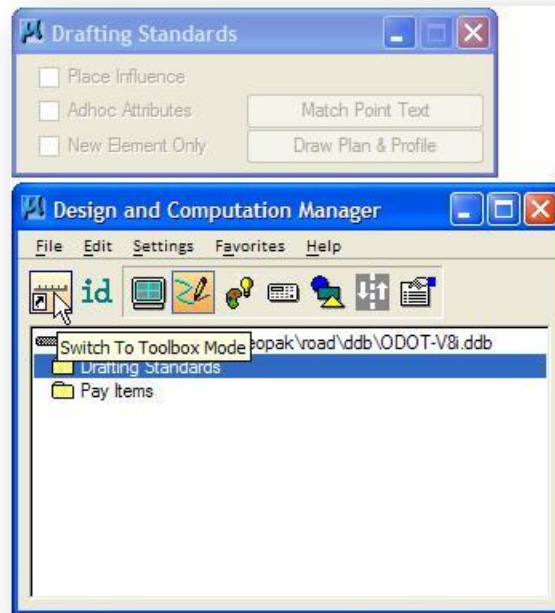 Drafting Standards
Place Influence
Adhoc Attributes
Match Point Text
New Element Only
Draw Plan & Profile
Design and Computation Manager
File Edit Settings Favorites Help
id
Switch To Toolbox Mode
eopak\road\ddb\ODOT-V8i.ddb
Drafting Standards
Pay Items